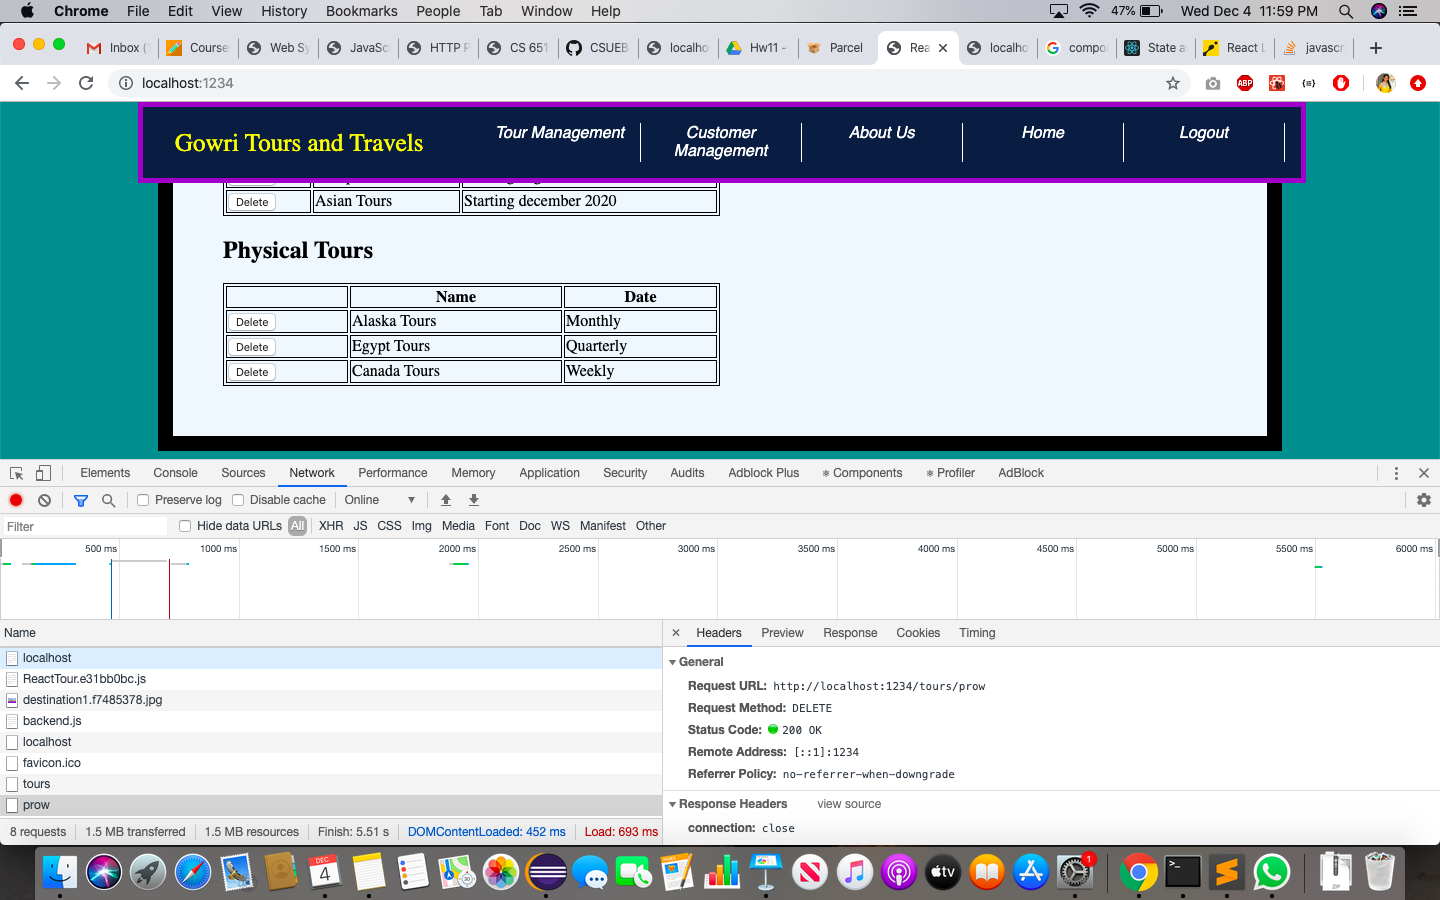 Chrome File Edit View History Bookmarks People Tab Window Help 47% Wed Dec 4 11:59 PM
Inbox ( Course Web Sy JavaSc HTTP P CS 651 CSUEB localho Hw11 - Parcel Rea localho compo State a React L javascr
localhost:1234 ABP
Gowri Tours and Travels
Tour Management
Customer Management
About Us
Home
Logout
Delete Asian Tours Starting december 2020
Physical Tours
Name Date
Delete Alaska Tours Monthly
Delete Egypt Tours Quarterly
Delete Canada Tours Weekly
Elements Console Sources Network Performance Memory Application Security Audits Adblock Plus Components Profiler AdBlock
Preserve log Disable cache Online
Filter Hide data URLs All XHR JS CSS Img Media Font Doc WS Manifest Other
500 ms 1000 ms 1500 ms 2000 ms 2500 ms 3000 ms 3500 ms 4000 ms 4500 ms 5000 ms 5500 ms 6000 ms
Name
localhost
ReactTour.e31bb0bc.js
destination1.f7485378.jpg
backend.js
localhost
favicon.ico
tours
prow
8 requests 1.5 MB transferred 1.5 MB resources Finish: 5.51 s DOMContentLoaded: 452 ms Load: 693 ms
Headers Preview Response Cookies Timing
General
Request URL: http://localhost:1234/tours/prow
Request Method: DELETE
Status Code: 200 OK
Remote Address: [::1]:1234
Referrer Policy: no-referrer-when-downgrade
Response Headers view source
connection: close
DEC 4 tv 1 ZIP